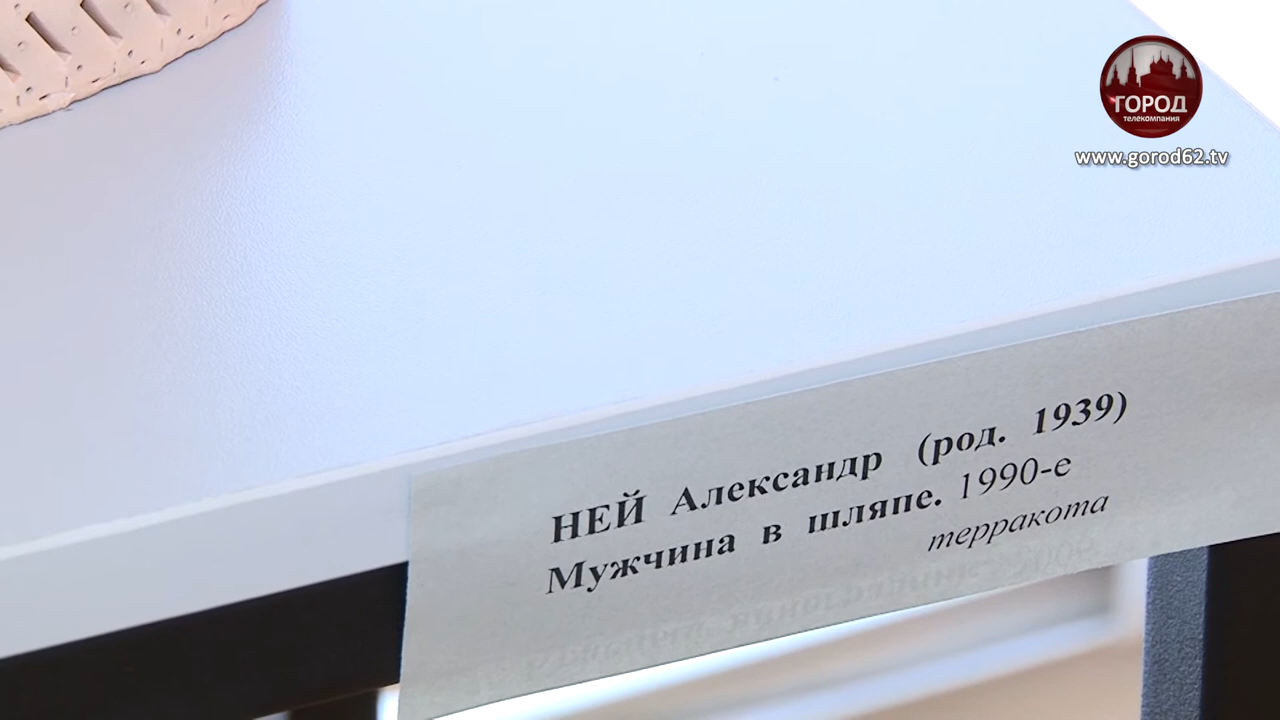 ГОРОД
телекомпания
www.gorod62.tv
НЕЙ Александр (род. 1939)
Мужчина в шляпе. 1990-е
терракота